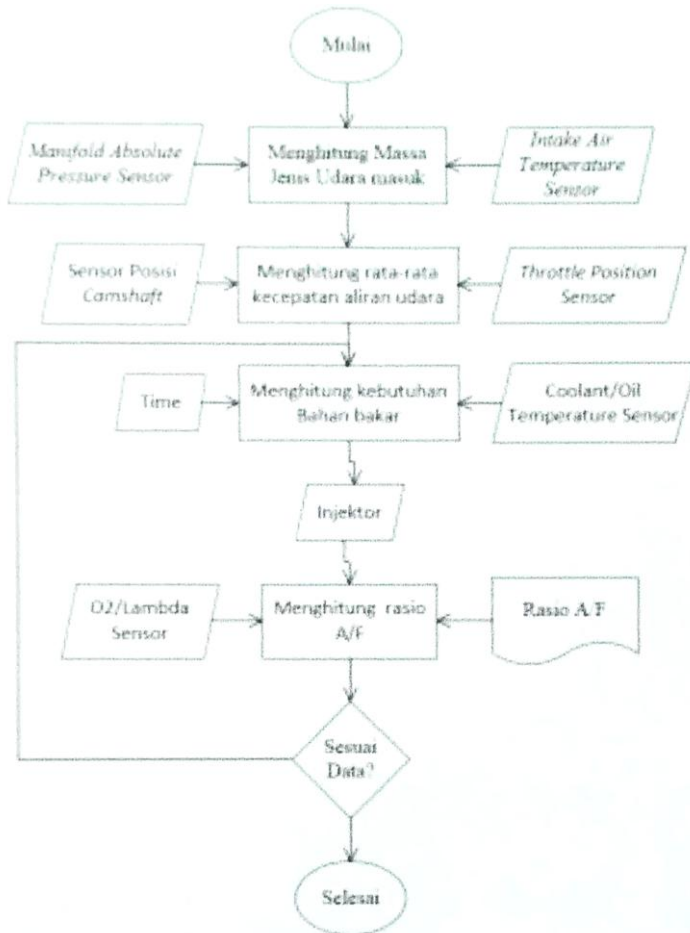 Mulai
Manifold Absolute
Pressure Sensor
Menghitung Massa
Jenis Udara masuk
Intake Air
Temperature
Sensor
Sensor Posisi
Camshaft
Menghitung rata-rata
kecepatan aliran udara
Throttle Position
Sensor
Time
Menghitung kebutuhan
Bahan bakar
Coolant/Oil
Temperature Sensor
Injektor
O2/Lambda
Sensor
Menghitung rasio
A/F
Rasio A/F
Sesuai
Data?
Selesai